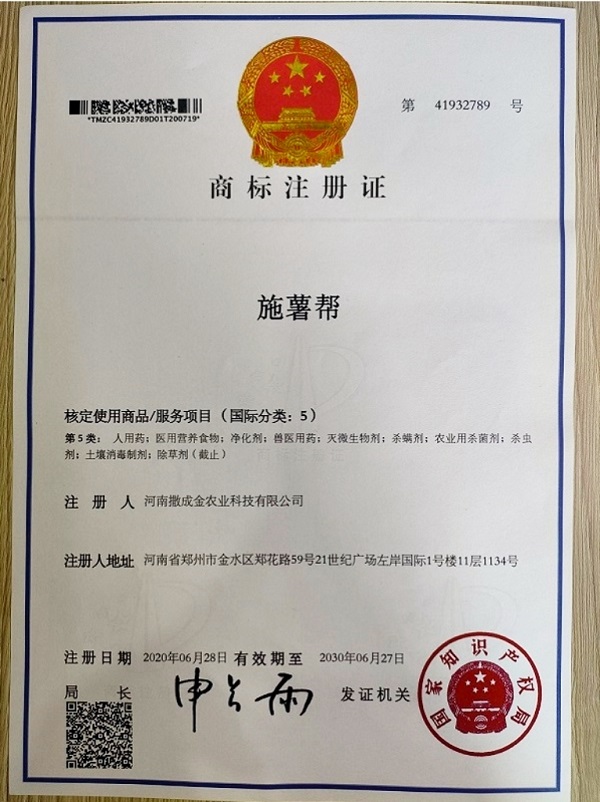 *TMZC41932789D01T200719*
第 41932789 号
商标注册证
施薯帮
核定使用商品/服务项目（国际分类：5）
第5类： 人用药；医用营养食物；净化剂；兽医用药；灭微生物剂；杀螨剂；农业用杀菌剂；杀虫
剂；土壤消毒制剂；除草剂（截止）
注 册 人 河南撒成金农业科技有限公司
注册人地址 河南省郑州市金水区郑花路59号21世纪广场左岸国际1号楼11层1134号
注册日期 2020年06月28日 有效期至 2030年06月27日
局 长 申长雨 发证机关
国家知识产权局